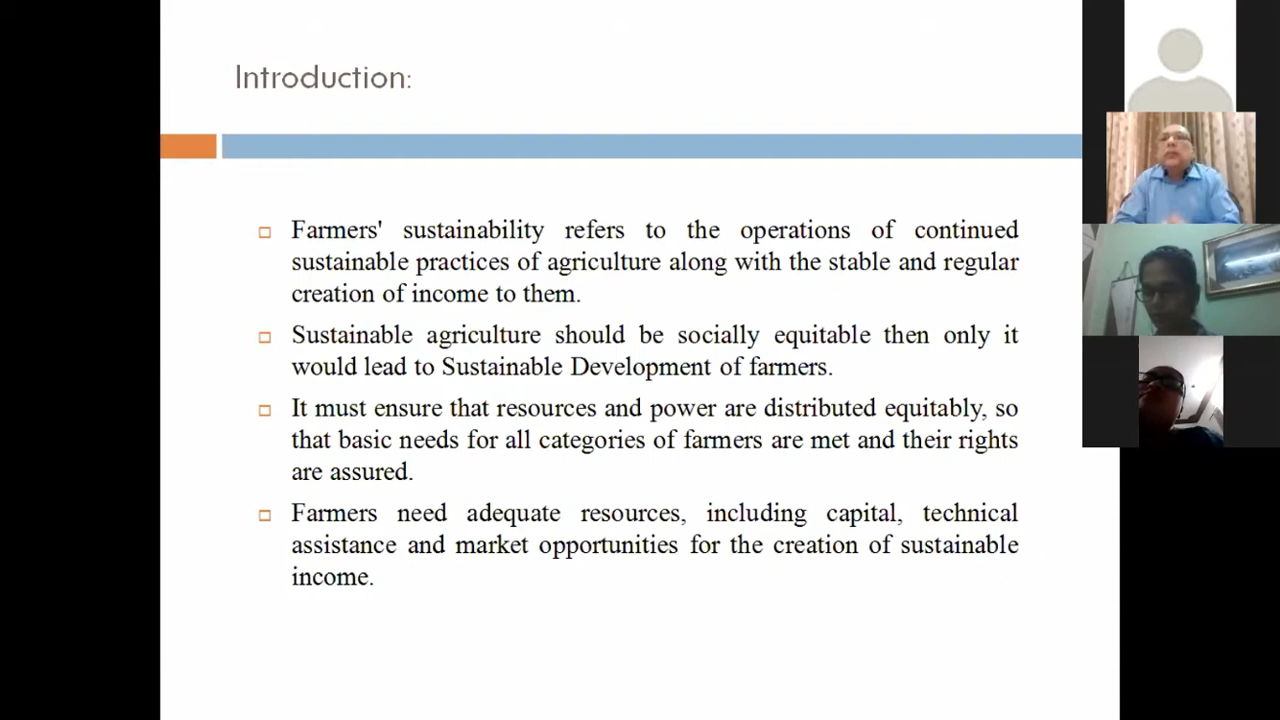 Introduction:
Farmers' sustainability refers to the operations of continued
sustainable practices of agriculture along with the stable and regular
creation of income to them.
Sustainable agriculture should be socially equitable then only it
would lead to Sustainable Development of farmers.
It must ensure that resources and power are distributed equitably, so
that basic needs for all categories of farmers are met and their rights
are assured.
Farmers need adequate resources, including capital, technical
assistance and market opportunities for the creation of sustainable
income.